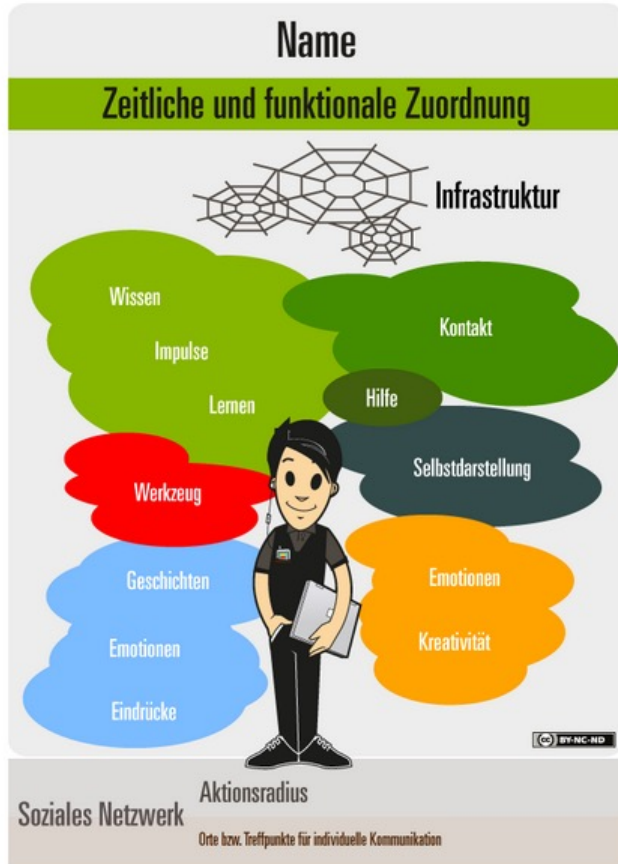 Name
Zeitliche und funktionale Zuordnung
Infrastruktur
Wissen
Impulse
Lernen
Kontakt
Hilfe
Selbstdarstellung
Werkzeug
Geschichten
Emotionen
Eindrücke
Emotionen
Kreativität
cc BY-NC-ND
Soziales Netzwerk
Aktionsradius
Orte bzw. Treffpunkte für individuelle Kommunikation